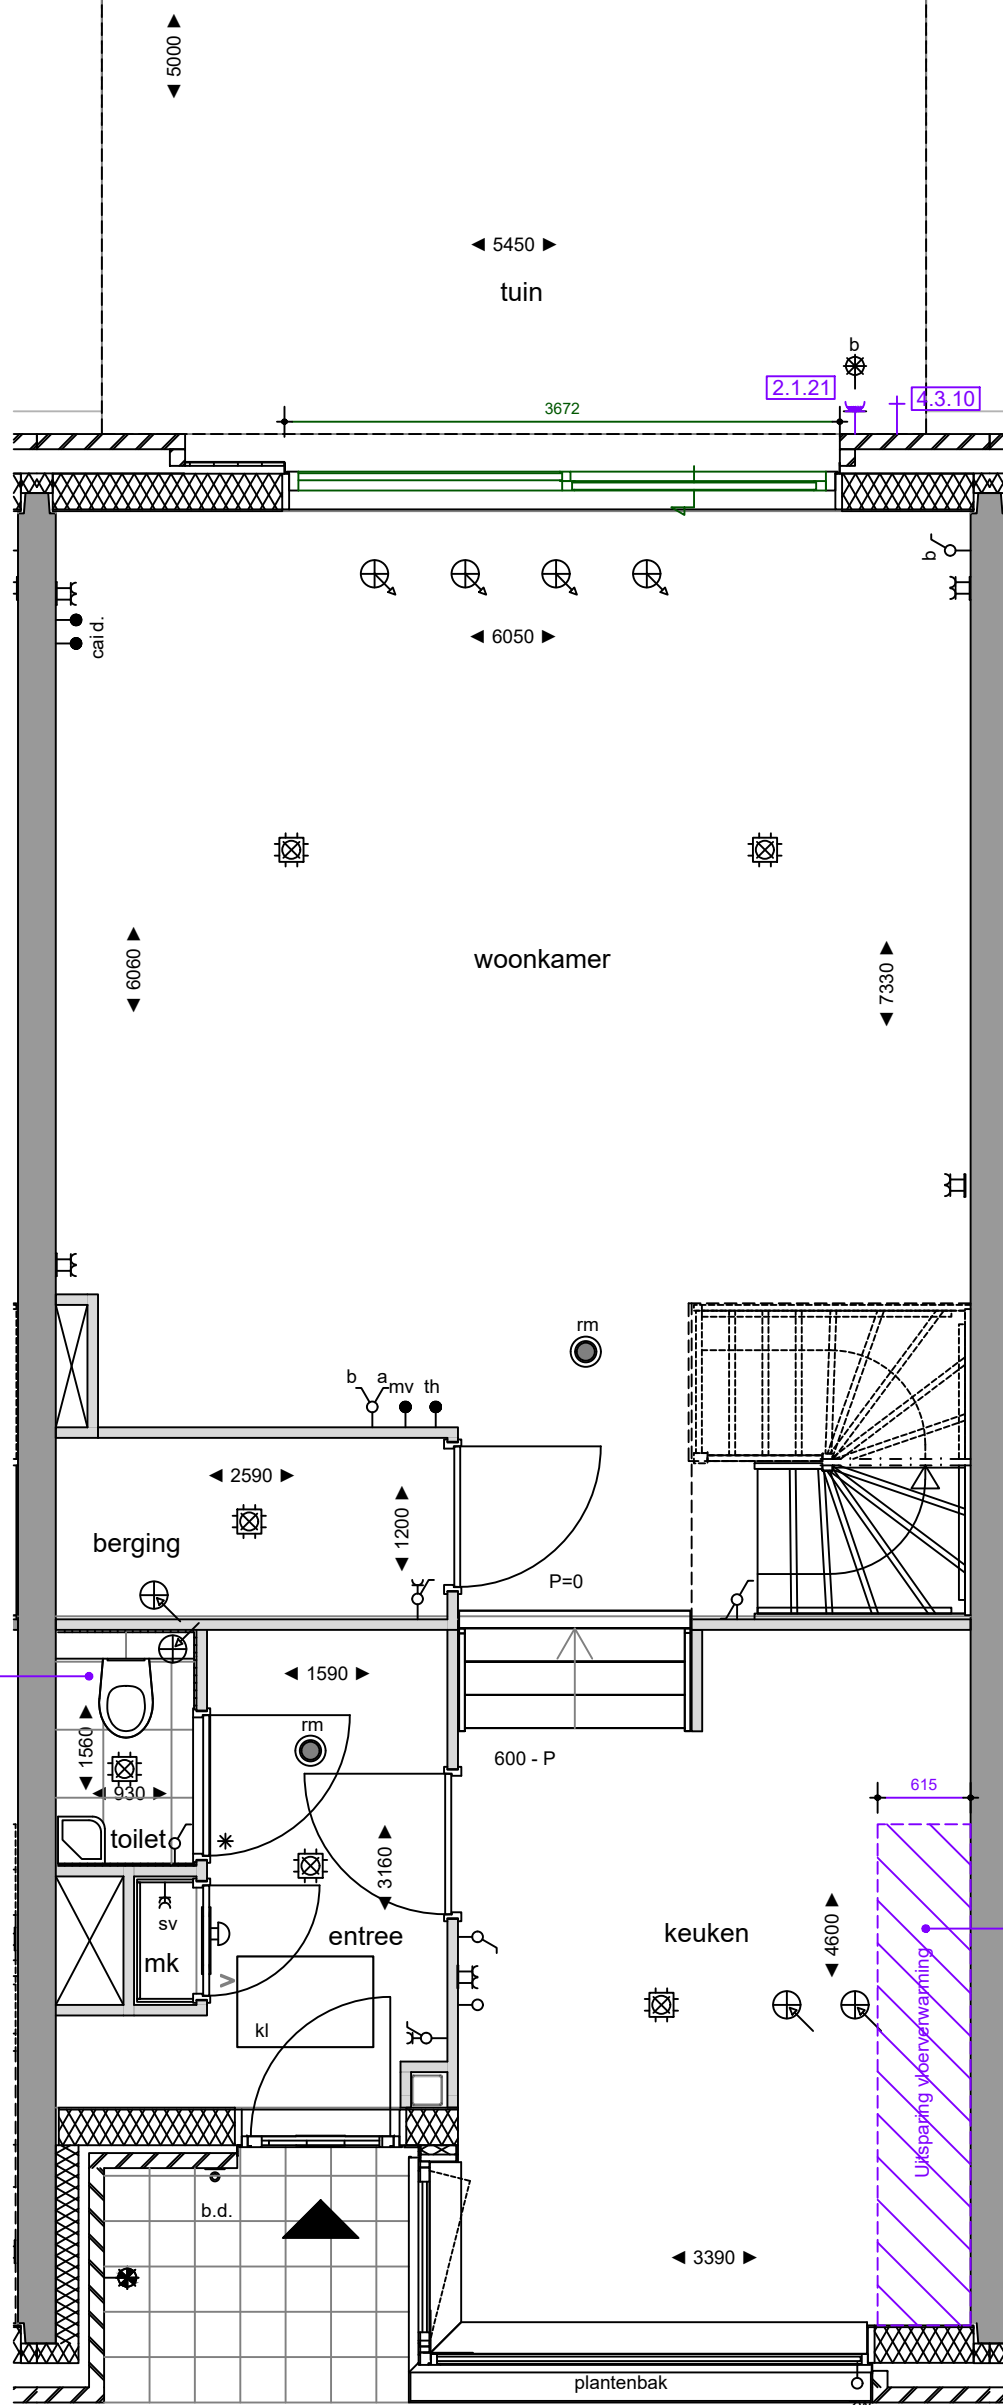 5000
5450
tuin
b
2.1.21
4.3.10
3672
b
cai d.
6050
6060
woonkamer
7330
rm
b a mv th
2590
berging
1200
P=0
1590
rm
1560
930
toilet
600 - P
615
3160
sv
mk
entree
keuken
4600
kl
Uitsparing vloerverwarming
b.d.
3390
plantenbak